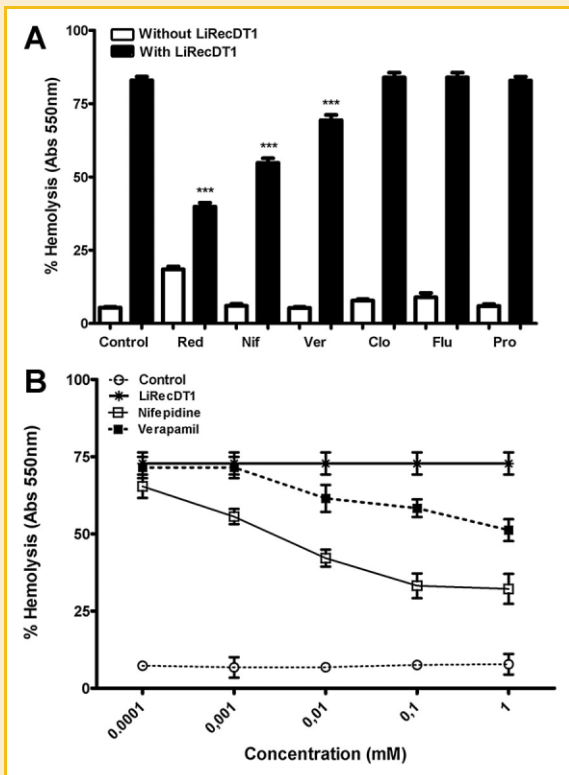 A
Without LiRecDT1
With LiRecDT1
% Hemolysis (Abs 550nm)
100
75
50
25
0
***
***
***
Control Red Nif Ver Clo Flu Pro
B
Control
LiRecDT1
Nifepidine
Verapamil
% Hemolysis (Abs 550nm)
100
75
50
25
0
0.0001 0,001 0,01 0,1 1
Concentration (mM)